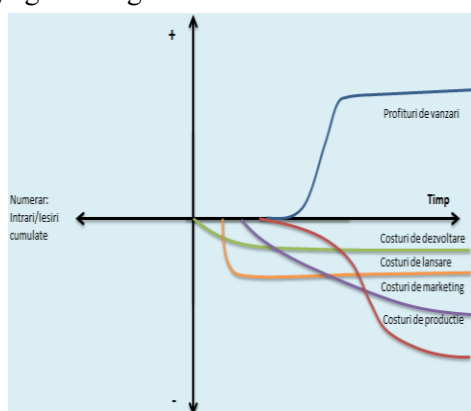 +
Profituri de vanzari
Numerar:
Intrari/Iesiri
cumulate
Timp
Costuri de dezvoltare
Costuri de lansare
Costuri de marketing
Costuri de productie
-